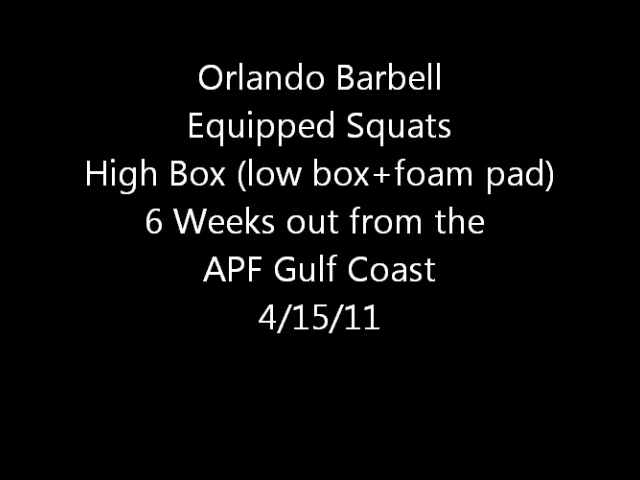 Orlando Barbell
Equipped Squats
High Box (low box+foam pad)
6 Weeks out from the
APF Gulf Coast
4/15/11